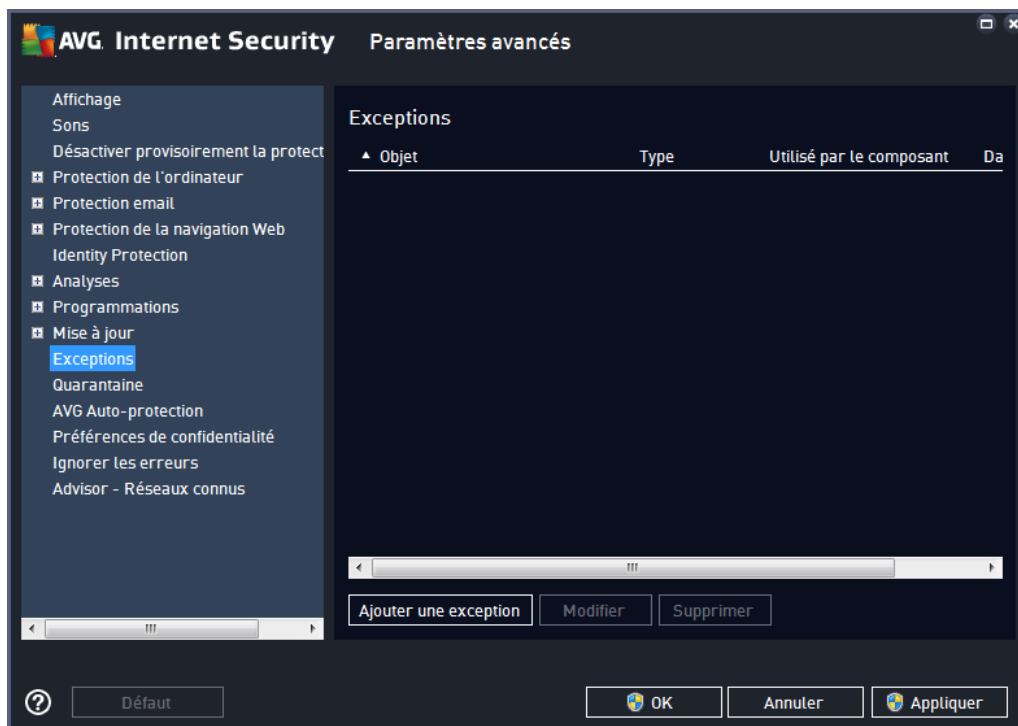 AVG. Internet Security Paramètres avancés
Affichage
Sons
Désactiver provisoirement la protect
Protection de l'ordinateur
Protection email
Protection de la navigation Web
Identity Protection
Analyses
Programmations
Mise à jour
Exceptions
Quarantaine
AVG Auto-protection
Préférences de confidentialité
Ignorer les erreurs
Advisor - Réseaux connus
Exceptions
Objet Type Utilisé par le composant Da
Ajouter une exception Modifier Supprimer
Défaut OK Annuler Appliquer